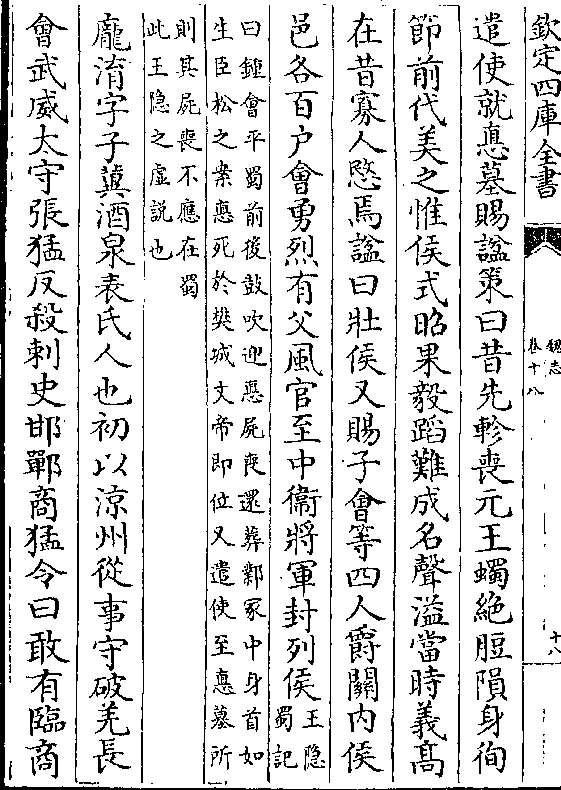 欽定四庫全書
魏志
卷十八
十八
遣使就悳墓賜諡策曰昔先軫喪元王蠋絶脰隕身徇
節前代美之惟侯式昭果毅蹈難成名聲溢當時義髙
在昔寡人愍焉諡曰壯侯又賜子會等四人爵關内侯
邑各百户會勇烈有父風官至中衛將軍封列侯王隐
蜀記
曰鍾會平蜀前後鼓吹迎悳屍喪還葬鄴冢中身首如
生臣松之案悳死於樊城文帝即位又遣使至悳墓所
則其屍喪不應在蜀
此王隐之虚説也
龐淯字子兾酒泉表氏人也初以涼州從事守破羌長
會武威太守張猛反殺刺史邯鄲商猛令曰敢有臨商